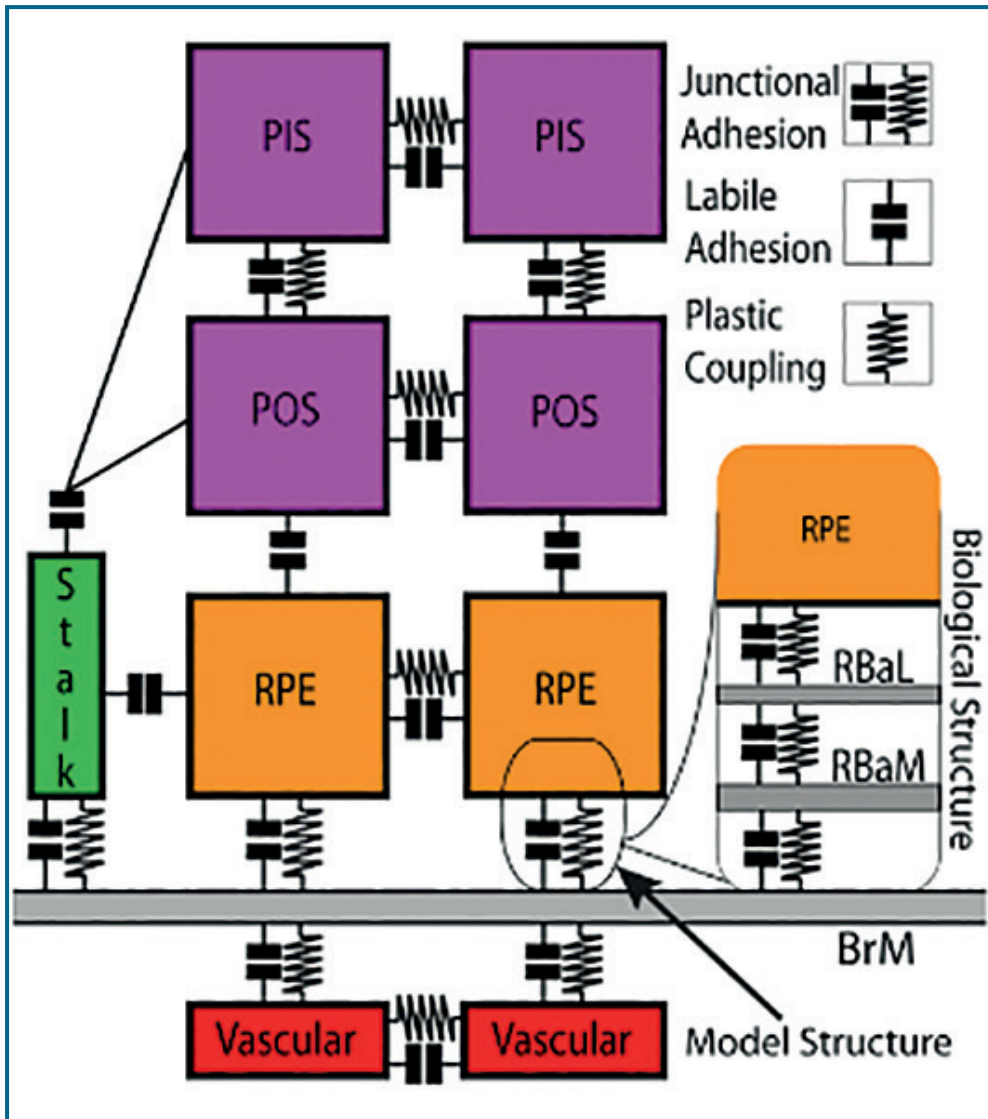 PIS
PIS
Junctional
Adhesion
Labile
Adhesion
Plastic
Coupling
POS
POS
Stalk
RPE
RPE
RPE
RBaL
RBaM
Biological Structure
BrM
Vascular
Vascular
Model Structure